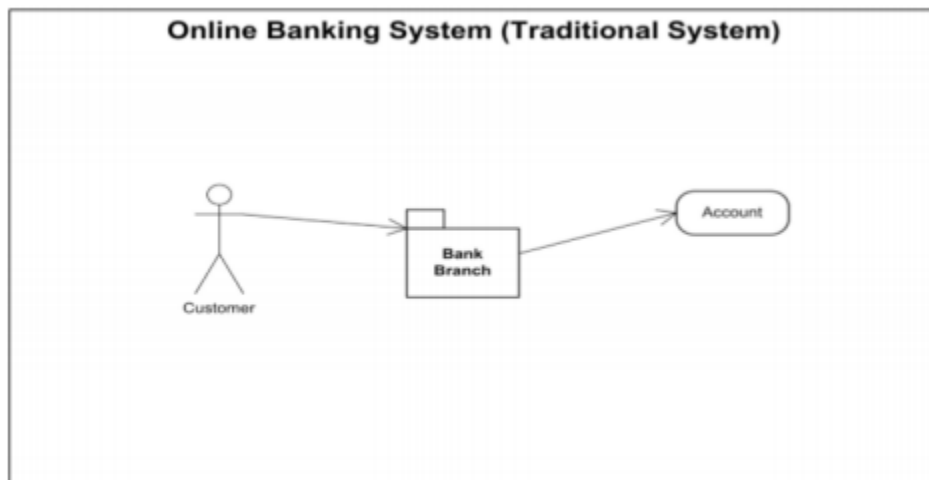 Online Banking System (Traditional System)
Account
Bank
Branch
Customer